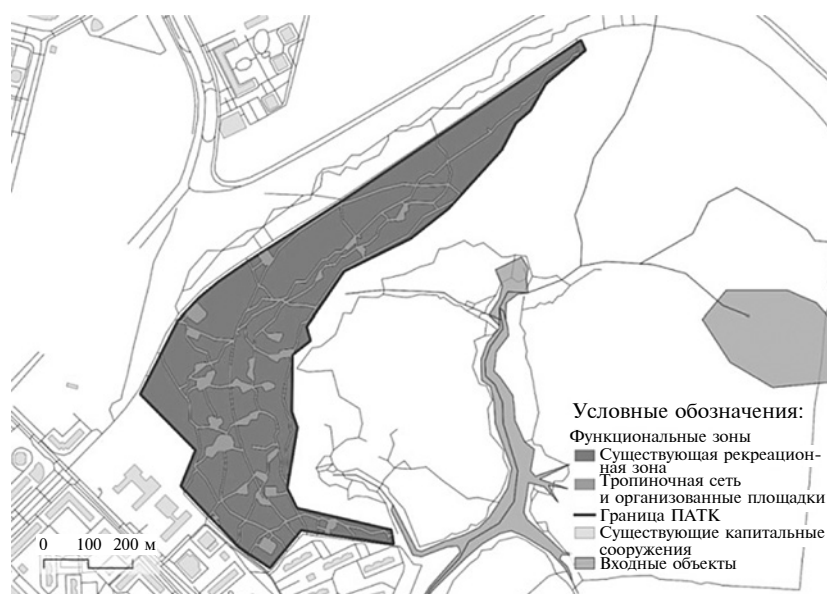 Условные обозначения:
Функциональные зоны
Существующая рекреацион-
ная зона
Тропиночная сеть
и организованные площадки
Граница ПАТК
Существующие капитальные
сооружения
Входные объекты
0 100 200 м